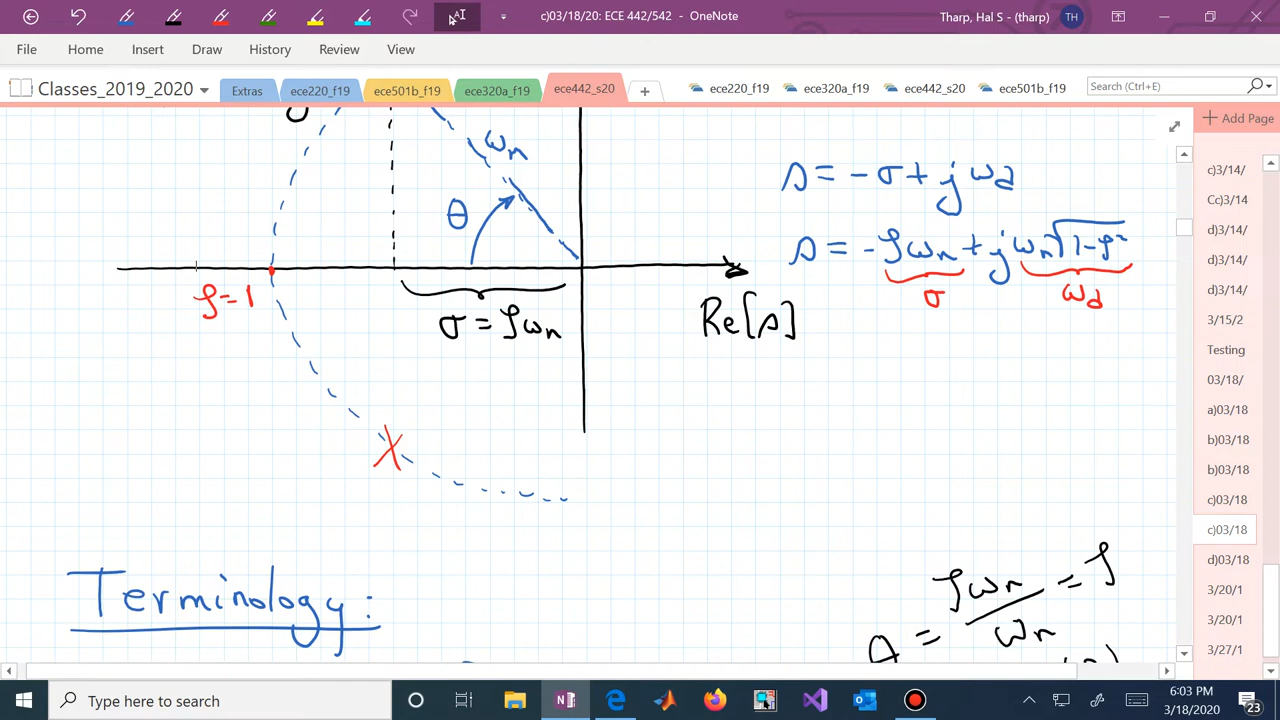 c)03/18/20: ECE 442/542 - OneNote
Tharp, Hal S (tharp)
TH
File Home Insert Draw History Review View
Classes_2019_2020
Extras
ece220_f19
ece501b_f19
ece320a_f19
ece442_s20
ece220_f19
ece320a_f19
ece442_s20
ece501b_f19
Search (Ctrl+E)
Add Page
c)3/14/
Cc)3/14
d)3/14/
d)3/14/
d)3/14/
3/15/2
Testing
03/18/
a)03/18
b)03/18
b)03/18
c)03/18
c)03/18
d)03/18
3/20/1
3/20/1
3/27/1
ωn
θ
s = -σ + jωd
s = -ζωn + jωn√1-ζ²
σ ωd
ζ=1
σ = ζωn
Re[s]
Terminology:
ζωn = ζ
ωn
Type here to search
6:03 PM
3/18/2020
23